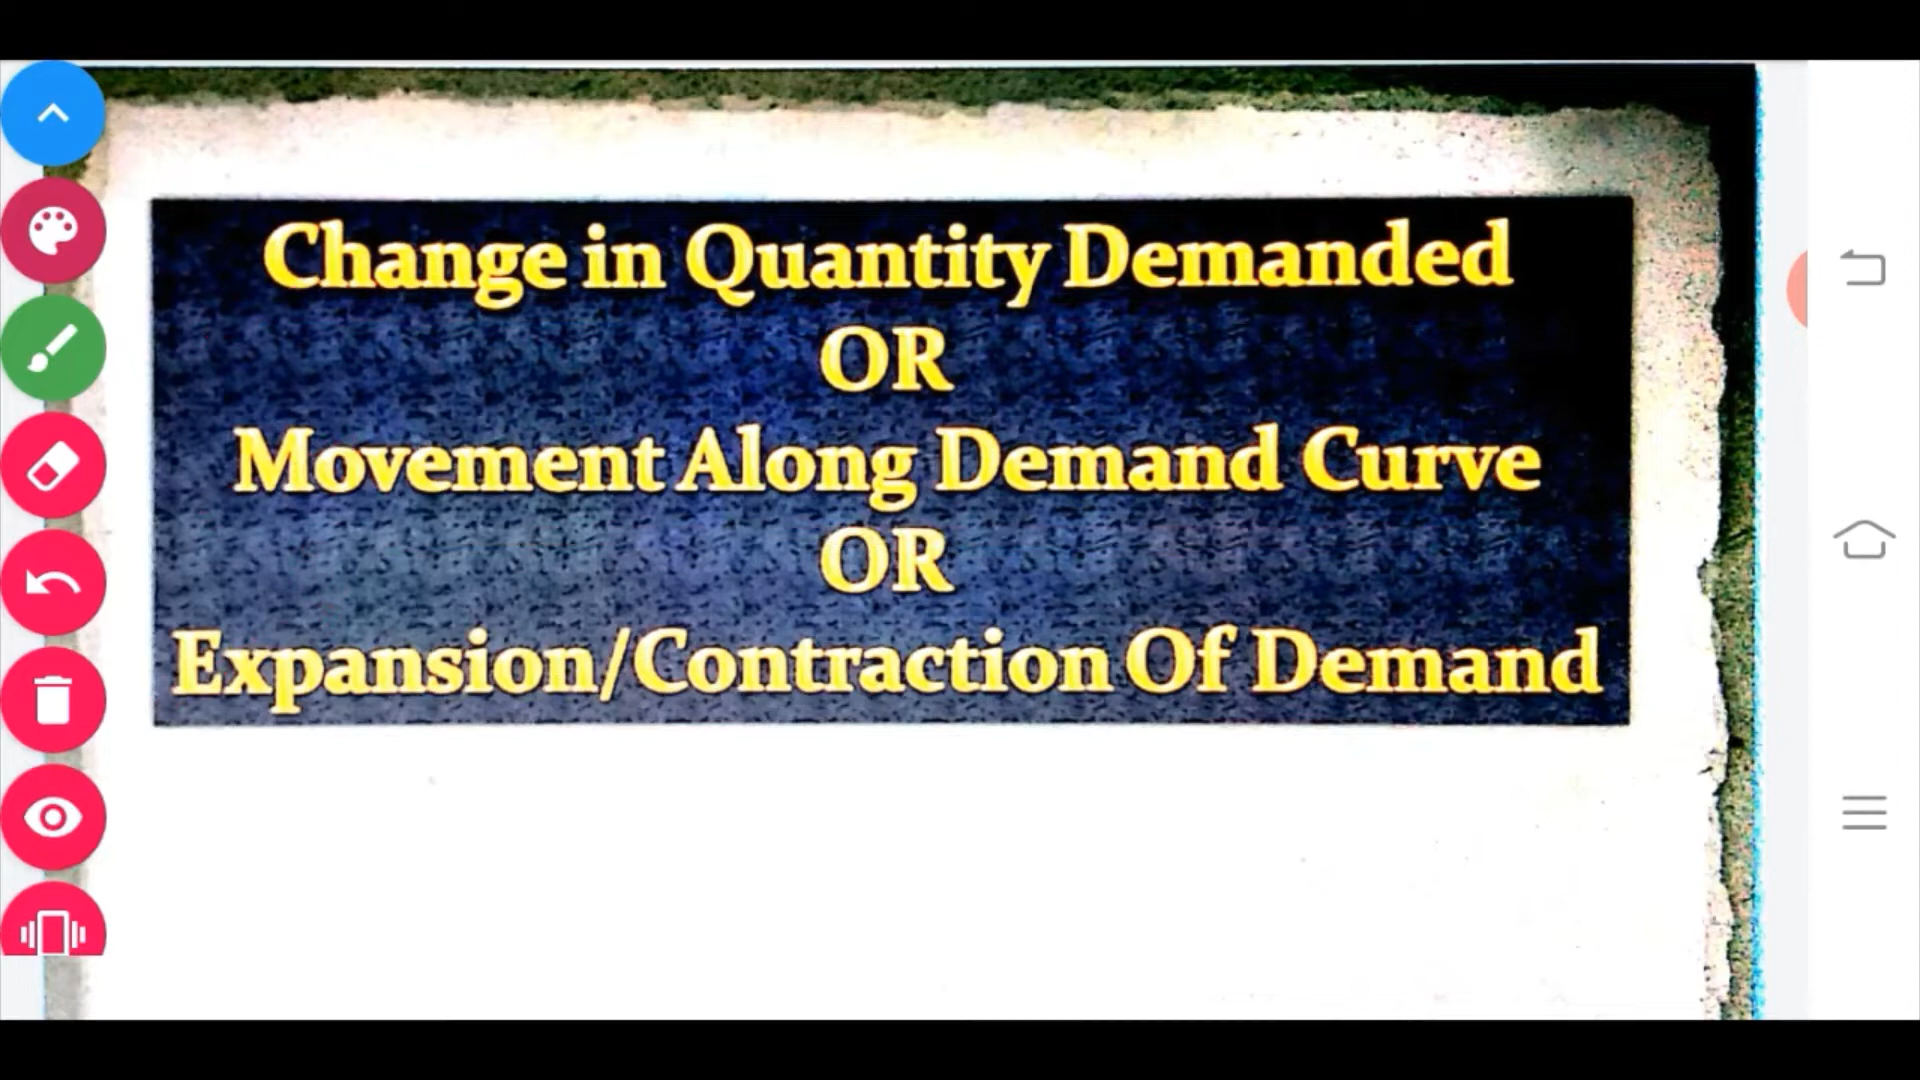 Change in Quantity Demanded
OR
Movement Along Demand Curve
OR
Expansion/Contraction Of Demand